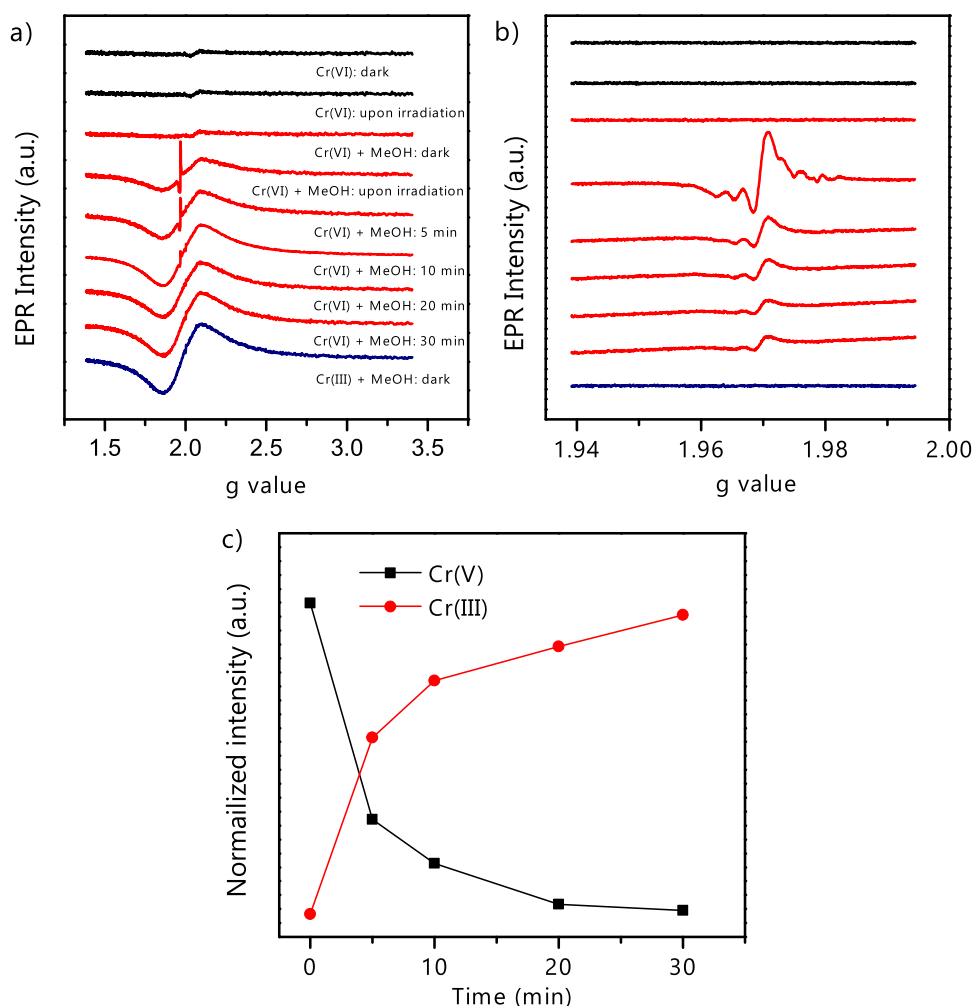 a)
Cr(VI): dark
Cr(VI): upon irradiation
Cr(VI) + MeOH: dark
Cr(VI) + MeOH: upon irradiation
Cr(VI) + MeOH: 5 min
Cr(VI) + MeOH: 10 min
Cr(VI) + MeOH: 20 min
Cr(VI) + MeOH: 30 min
Cr(III) + MeOH: dark
EPR Intensity (a.u.)
1.5 2.0 2.5 3.0 3.5
g value
b)
EPR Intensity (a.u.)
1.94 1.96 1.98 2.00
g value
c)
Cr(V)
Cr(III)
Normailized intensity (a.u.)
0 10 20 30
Time (min)